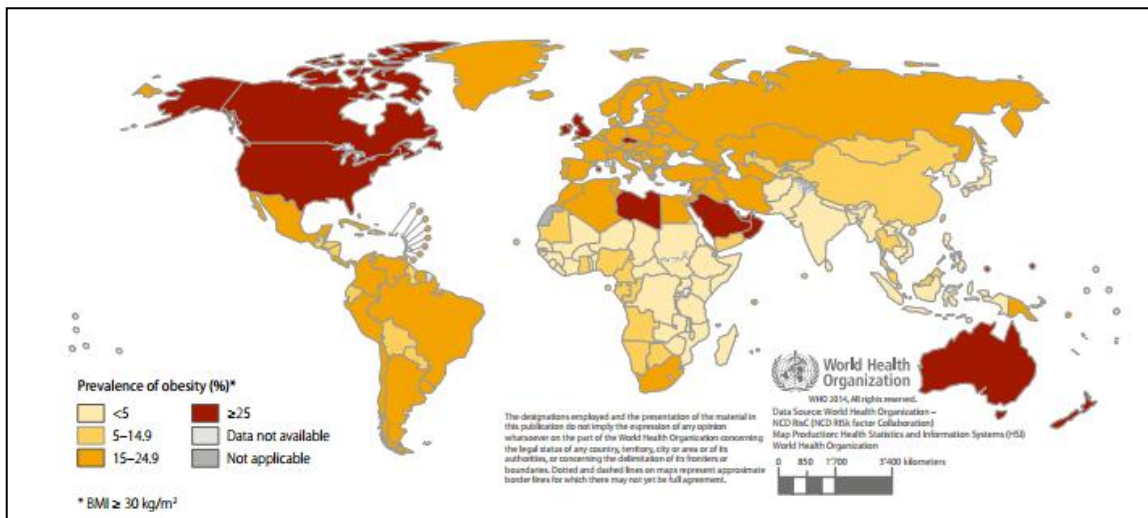 Prevalence of obesity (%)*
<5
≥25
5–14.9
Data not available
15–24.9
Not applicable
* BMI ≥ 30 kg/m²
The designations employed and the presentation of the material in
this publication do not imply the expression of any opinion
whatsoever on the part of the World Health Organization concerning
the legal status of any country, territory, city or area or of its
authorities, or concerning the delimitation of its frontiers or
boundaries. Dotted and dashed lines on maps represent approximate
border lines for which there may not yet be full agreement.
World Health
Organization
WHO 2014, All rights reserved.
Data Source: World Health Organization –
NCD RisC (NCD RISk factor Collaboration)
Map Production: Health Statistics and Information Systems (HSI)
World Health Organization
0 850 1'700 3'400 kilometers